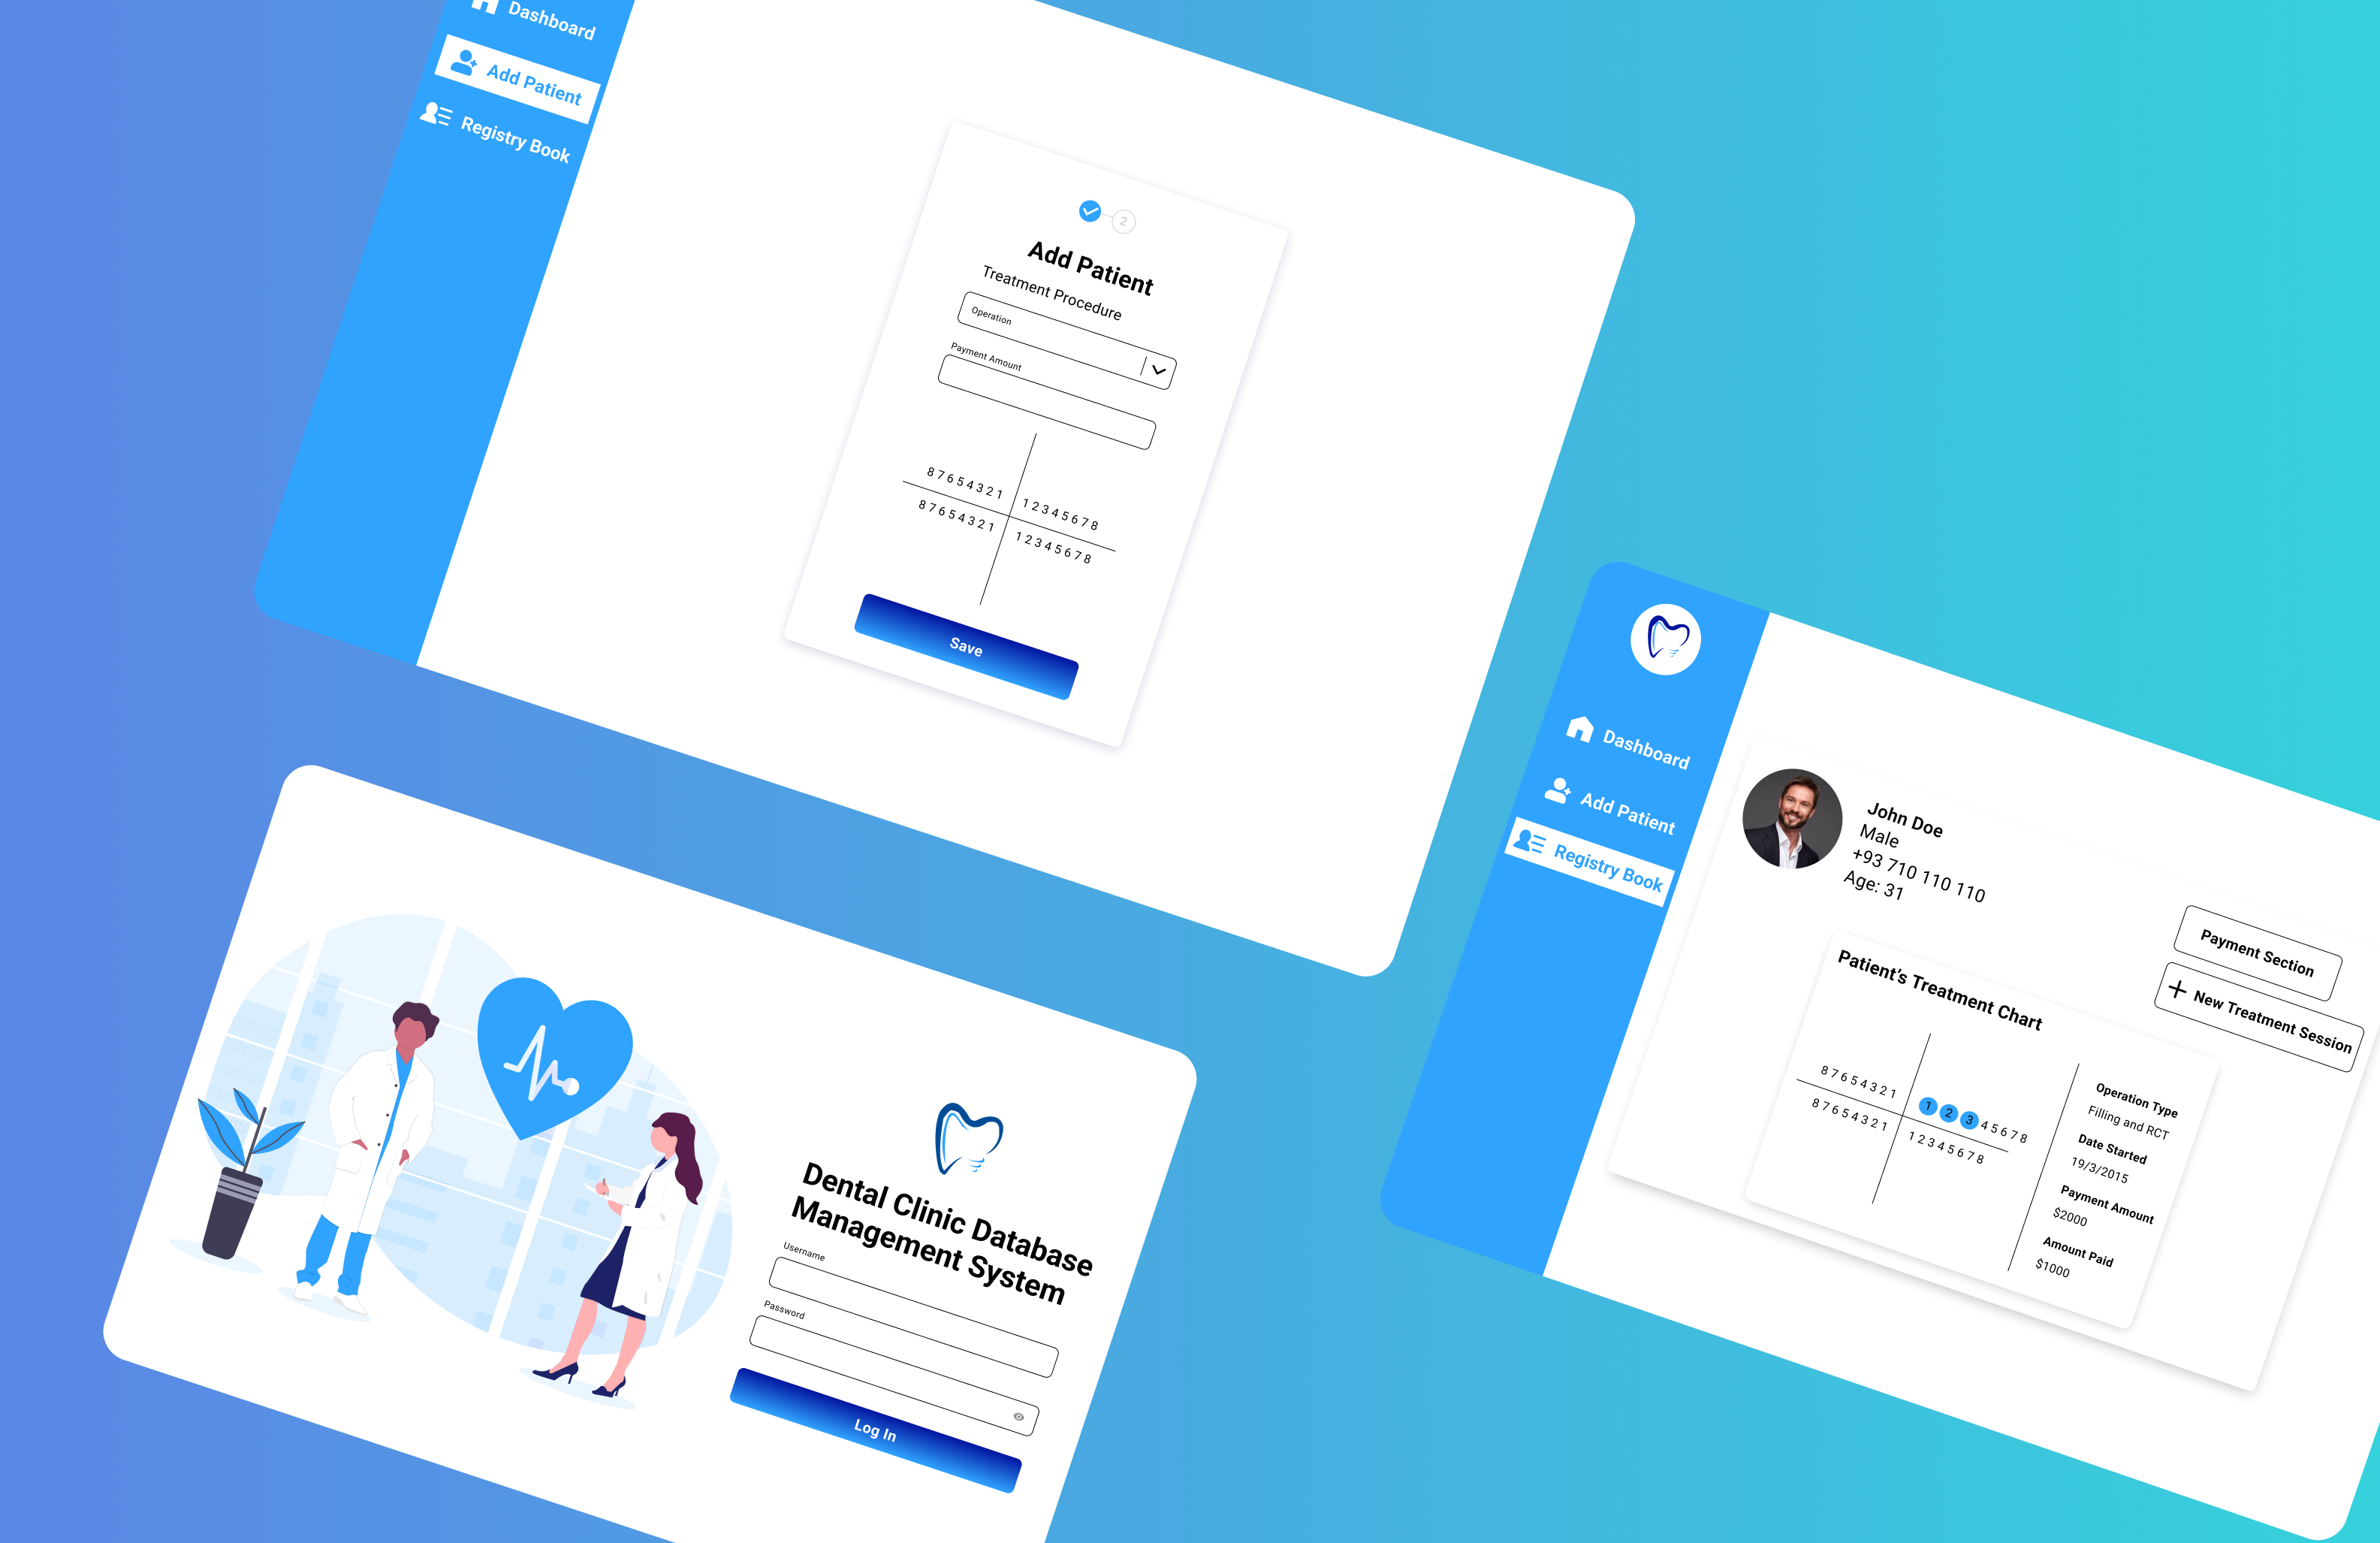 Dashboard
Add Patient
Registry Book
2
Add Patient
Treatment Procedure
Operation
Payment Amount
8 7 6 5 4 3 2 1
1 2 3 4 5 6 7 8
8 7 6 5 4 3 2 1
1 2 3 4 5 6 7 8
Save
Dental Clinic Database
Management System
Username
Password
Log In
Dashboard
Add Patient
Registry Book
John Doe
Male
+93 710 110 110
Age: 31
Payment Section
New Treatment Session
Patient's Treatment Chart
8 7 6 5 4 3 2 1
1 2 3 4 5 6 7 8
8 7 6 5 4 3 2 1
1 2 3 4 5 6 7 8
Operation Type
Filling and RCT
Date Started
19/3/2015
Payment Amount
$2000
Amount Paid
$1000